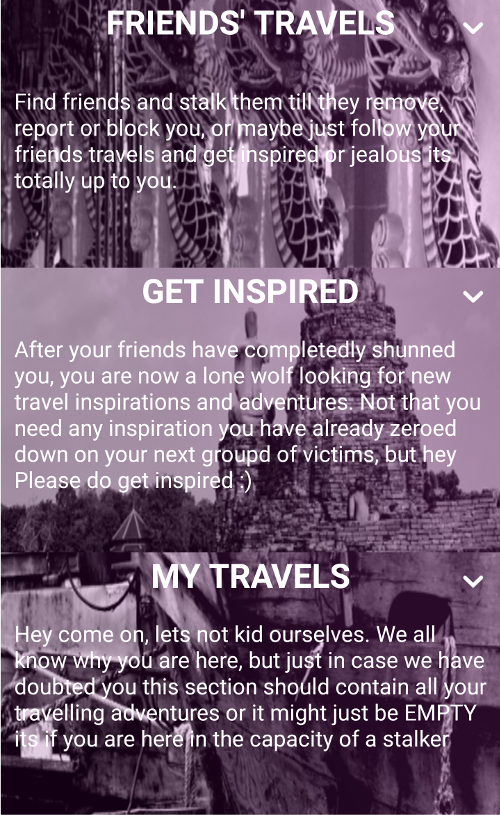 FRIENDS' TRAVELS
Find friends and stalk them till they remove,
report or block you, or maybe just follow your
friends travels and get inspired or jealous its
totally up to you.
GET INSPIRED
After your friends have completedly shunned
you, you are now a lone wolf looking for new
travel inspirations and adventures. Not that you
need any inspiration you have already zeroed
down on your next groupd of victims, but hey
Please do get inspired :)
MY TRAVELS
Hey come on, lets not kid ourselves. We all
know why you are here, but just in case we have
doubted you this section should contain all your
travelling adventures or it might just be EMPTY
its if you are here in the capacity of a stalker